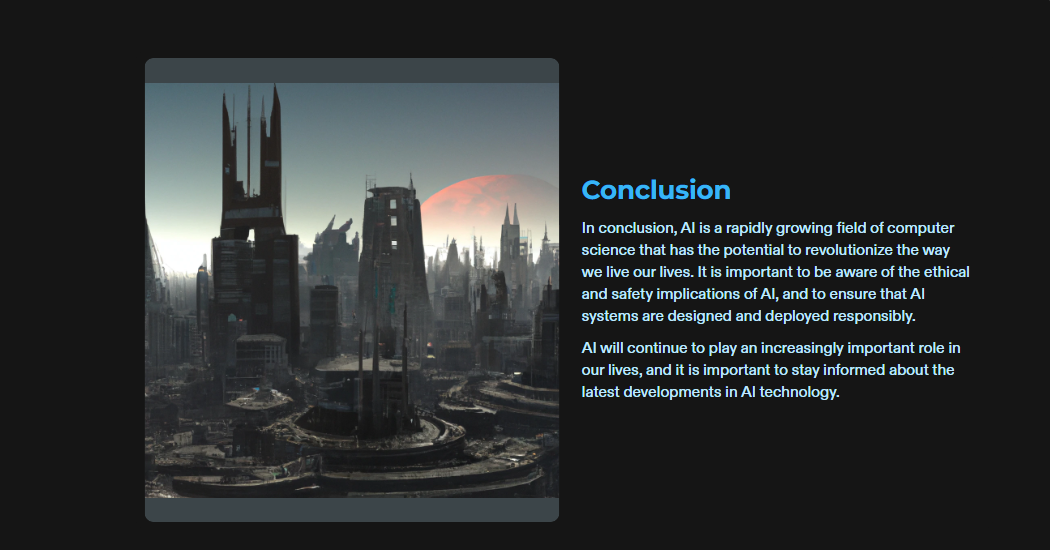 Conclusion
In conclusion, AI is a rapidly growing field of computer
science that has the potential to revolutionize the way
we live our lives. It is important to be aware of the ethical
and safety implications of AI, and to ensure that AI
systems are designed and deployed responsibly.
AI will continue to play an increasingly important role in
our lives, and it is important to stay informed about the
latest developments in AI technology.